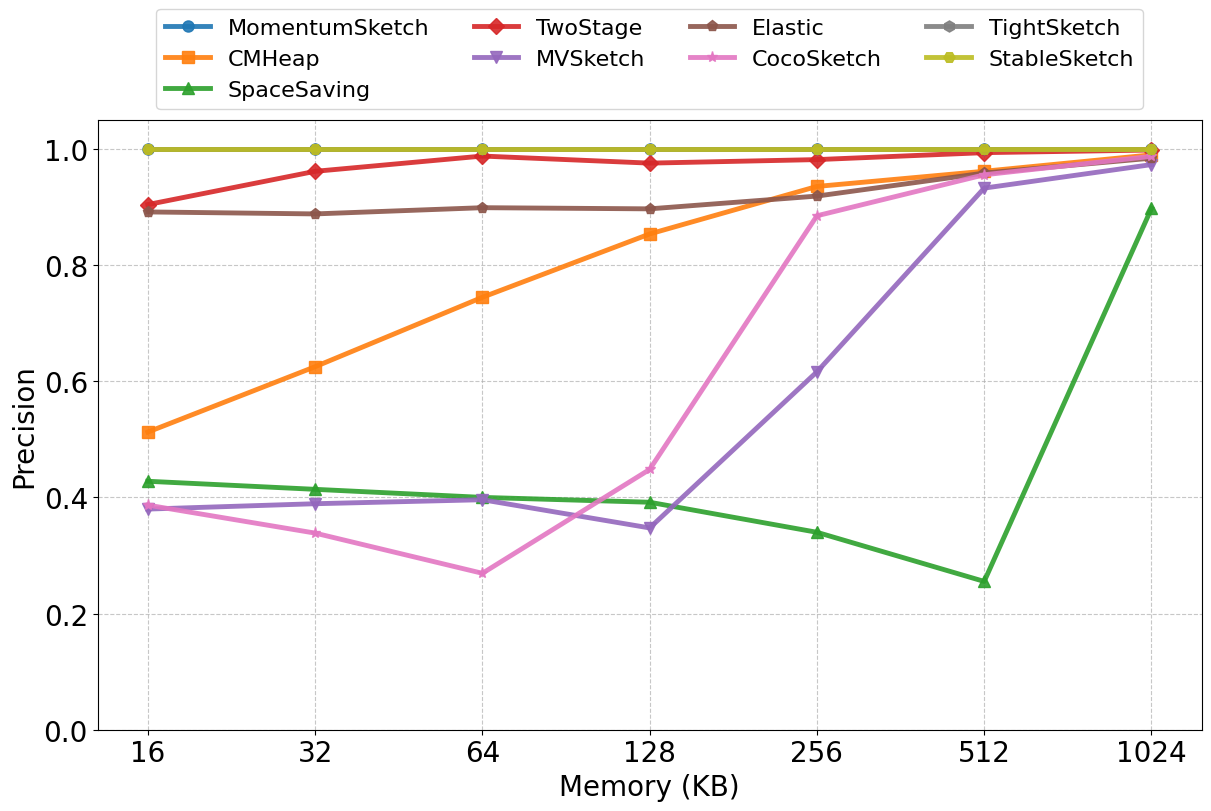 MomentumSketch TwoStage Elastic TightSketch
CMHeap MVSketch CocoSketch StableSketch
SpaceSaving
1.0
0.8
0.6
0.4
0.2
0.0
Precision
16 32 64 128 256 512 1024
Memory (KB)